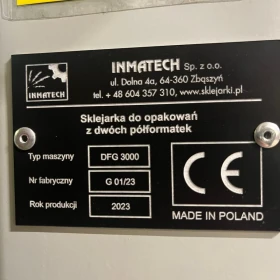 INMATECH
INMATECH Sp. z o.o.
ul. Dolna 4a, 64-360 Zbąszyń
tel. + 48 604 357 310, www.sklejarki.pl
Sklejarka do opakowań
z dwóch półformatek
Typ maszyny DFG 3000
Nr fabryczny G 01/23
Rok produkcji 2023
CE
MADE IN POLAND